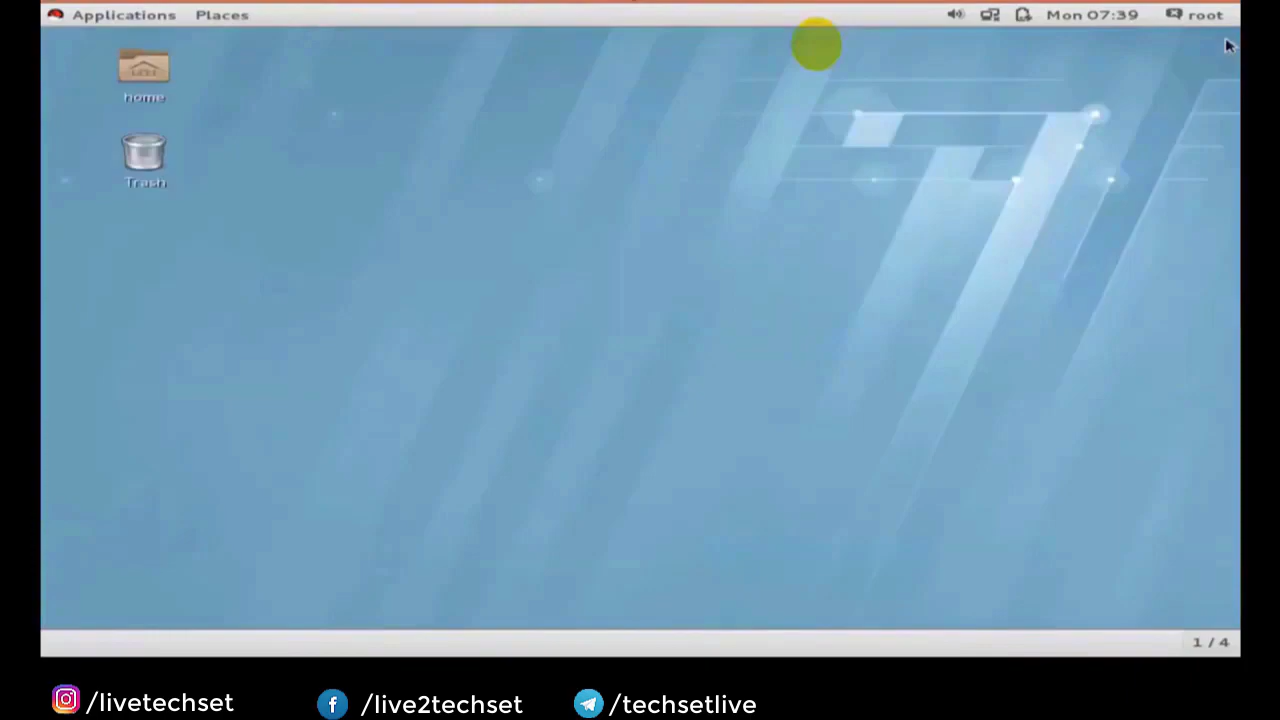 Applications Places Mon 07:39 root
home
Trash
1 / 4
/livetechset /live2techset /techsetlive